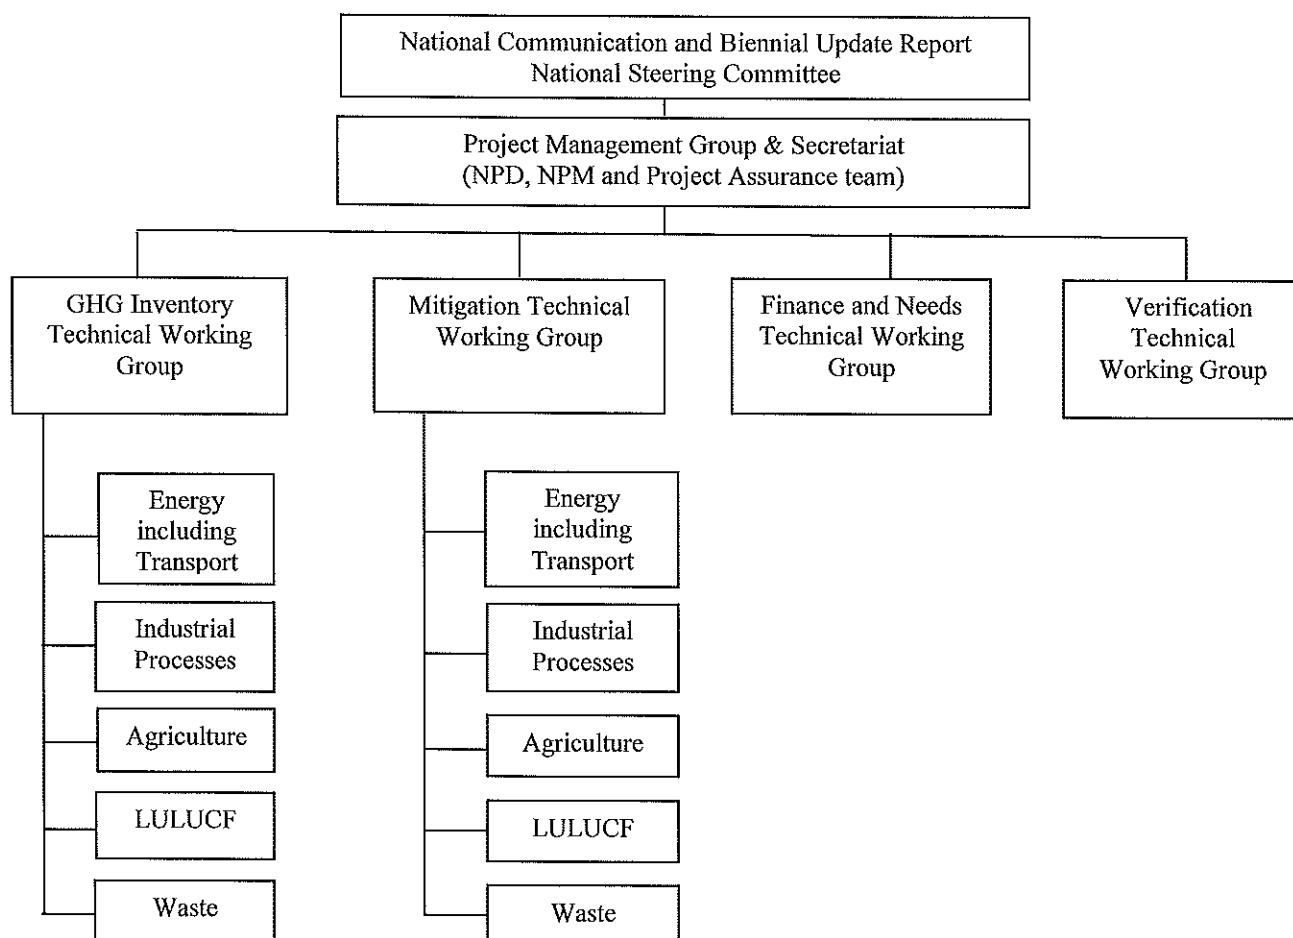 National Communication and Biennial Update Report
National Steering Committee
Project Management Group & Secretariat
(NPD, NPM and Project Assurance team)
GHG Inventory
Technical Working
Group
Mitigation Technical
Working Group
Finance and Needs
Technical Working
Group
Verification
Technical
Working Group
Energy
including
Transport
Industrial
Processes
Agriculture
LULUCF
Waste
Energy
including
Transport
Industrial
Processes
Agriculture
LULUCF
Waste